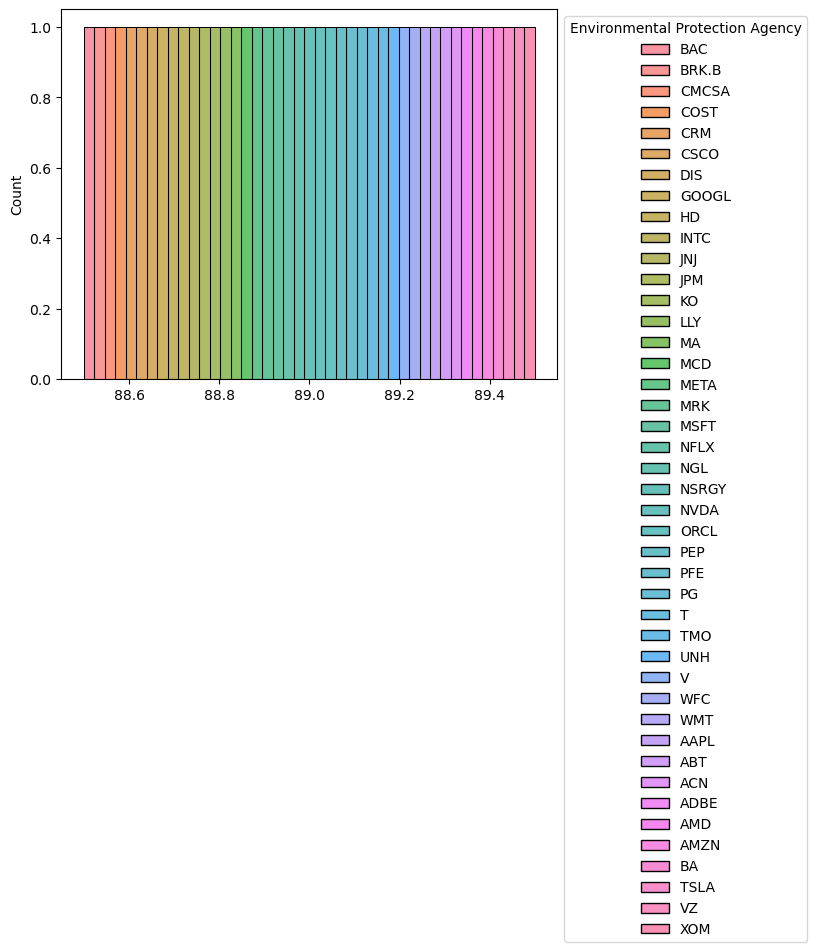 1.0
0.8
0.6
0.4
0.2
0.0
Count
88.6 88.8 89.0 89.2 89.4
Environmental Protection Agency
BAC
BRK.B
CMCSA
COST
CRM
CSCO
DIS
GOOGL
HD
INTC
JNJ
JPM
KO
LLY
MA
MCD
META
MRK
MSFT
NFLX
NGL
NSRGY
NVDA
ORCL
PEP
PFE
PG
T
TMO
UNH
V
WFC
WMT
AAPL
ABT
ACN
ADBE
AMD
AMZN
BA
TSLA
VZ
XOM